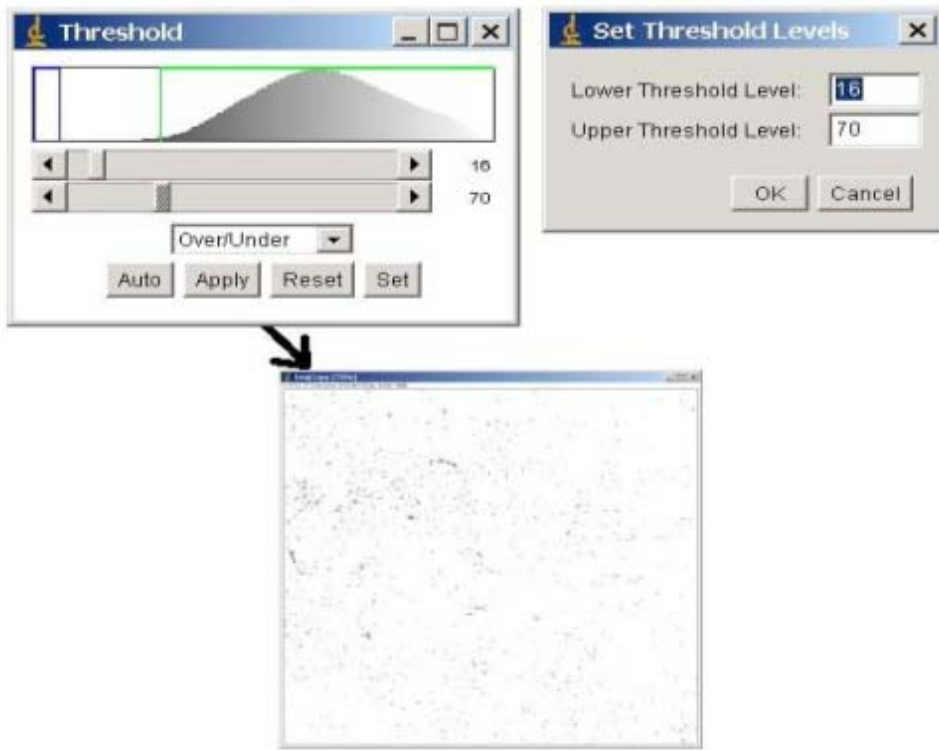 Threshold
16
70
Over/Under
Auto Apply Reset Set
Set Threshold Levels
Lower Threshold Level: 16
Upper Threshold Level: 70
OK Cancel